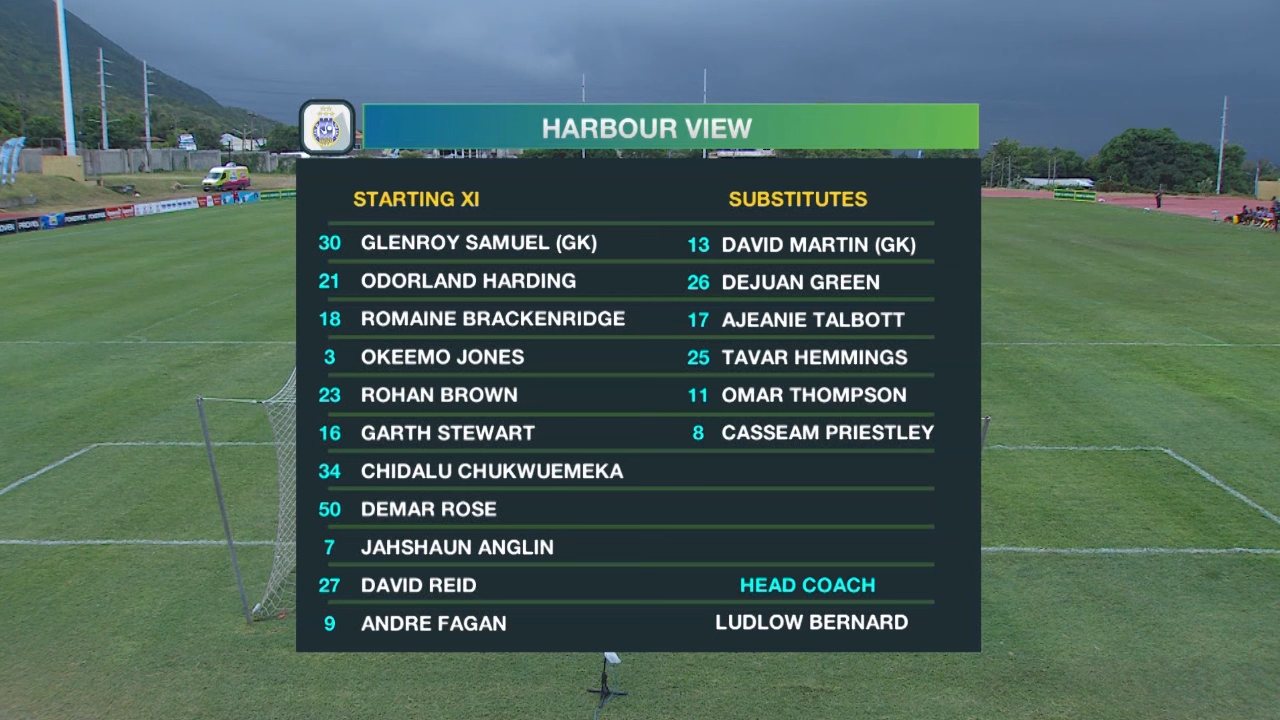 HARBOUR VIEW
STARTING XI
30 GLENROY SAMUEL (GK)
21 ODORLAND HARDING
18 ROMAINE BRACKENRIDGE
3 OKEEMO JONES
23 ROHAN BROWN
16 GARTH STEWART
34 CHIDALU CHUKWUEMEKA
50 DEMAR ROSE
7 JAHSHAUN ANGLIN
27 DAVID REID
9 ANDRE FAGAN
SUBSTITUTES
13 DAVID MARTIN (GK)
26 DEJUAN GREEN
17 AJEANIE TALBOTT
25 TAVAR HEMMINGS
11 OMAR THOMPSON
8 CASSEAM PRIESTLEY
HEAD COACH
LUDLOW BERNARD